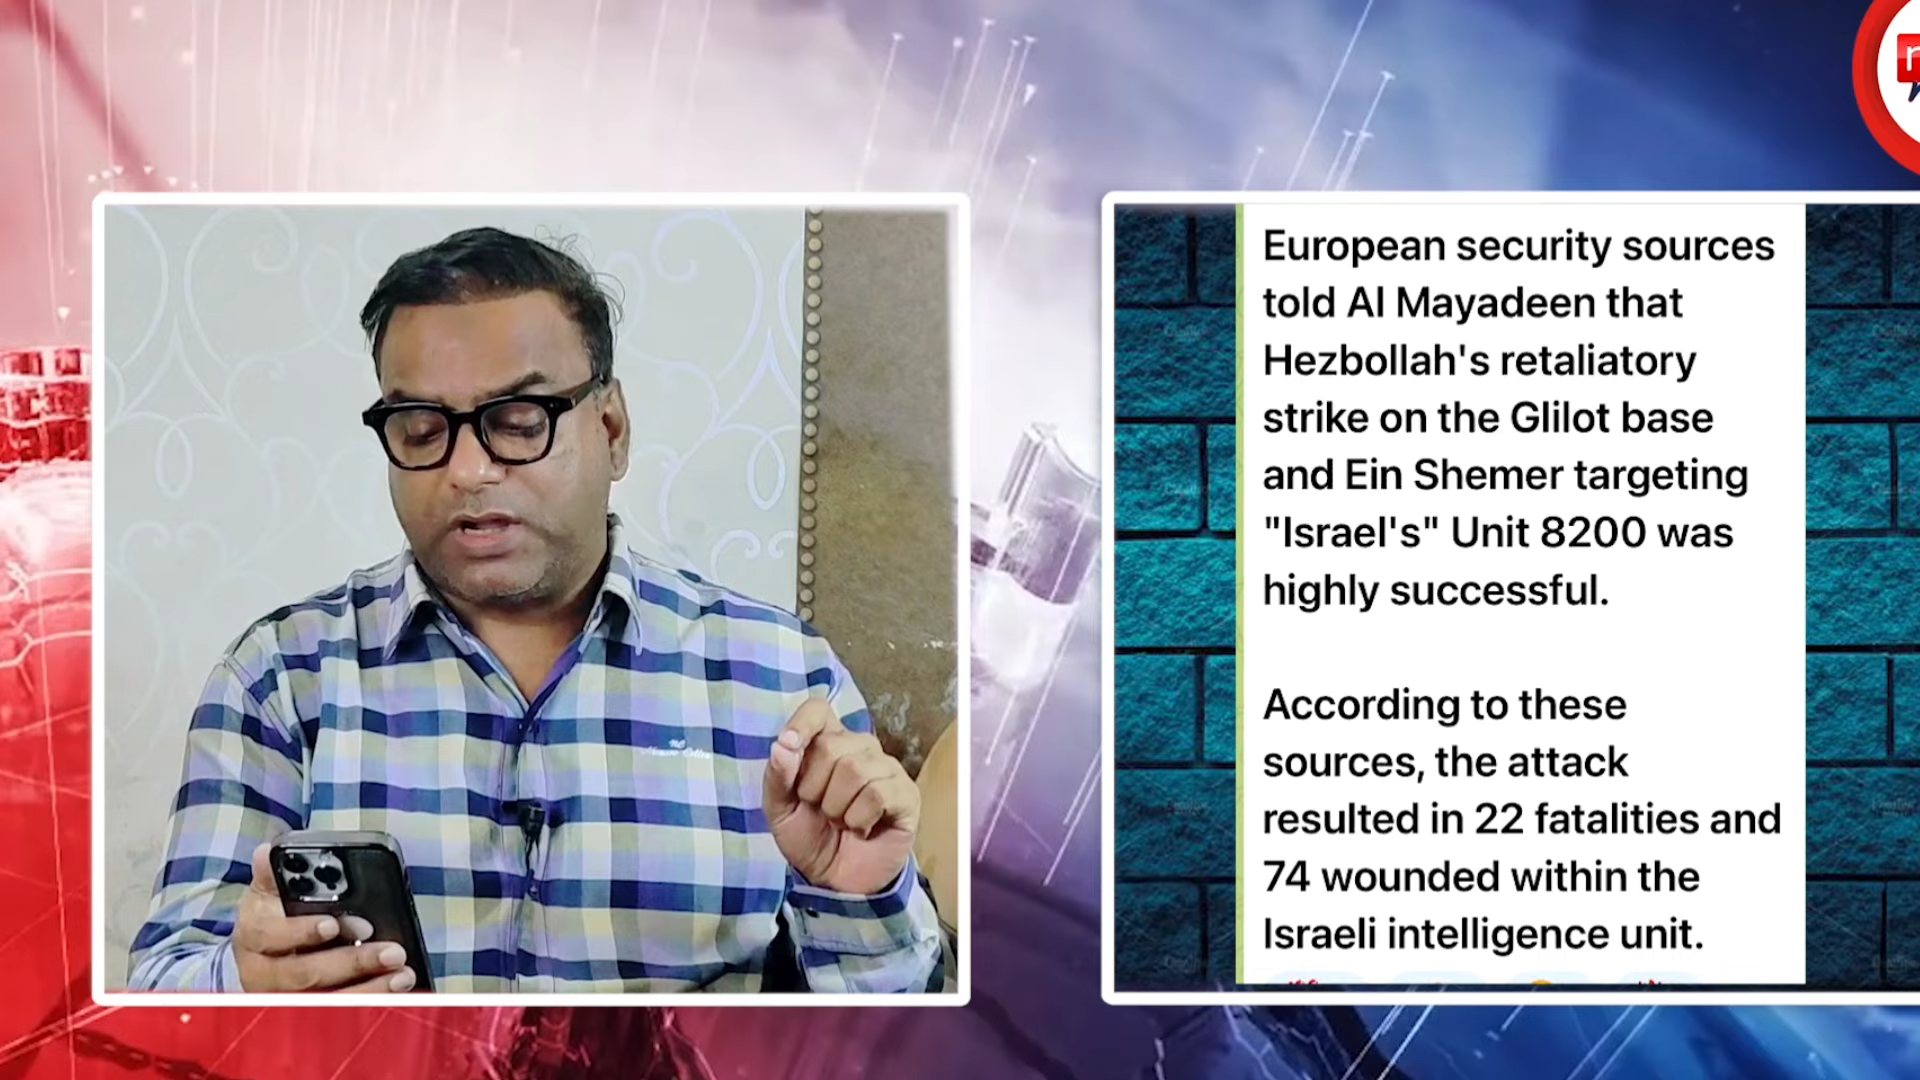 European security sources
told Al Mayadeen that
Hezbollah's retaliatory
strike on the Glilot base
and Ein Shemer targeting
"Israel's" Unit 8200 was
highly successful.
According to these
sources, the attack
resulted in 22 fatalities and
74 wounded within the
Israeli intelligence unit.